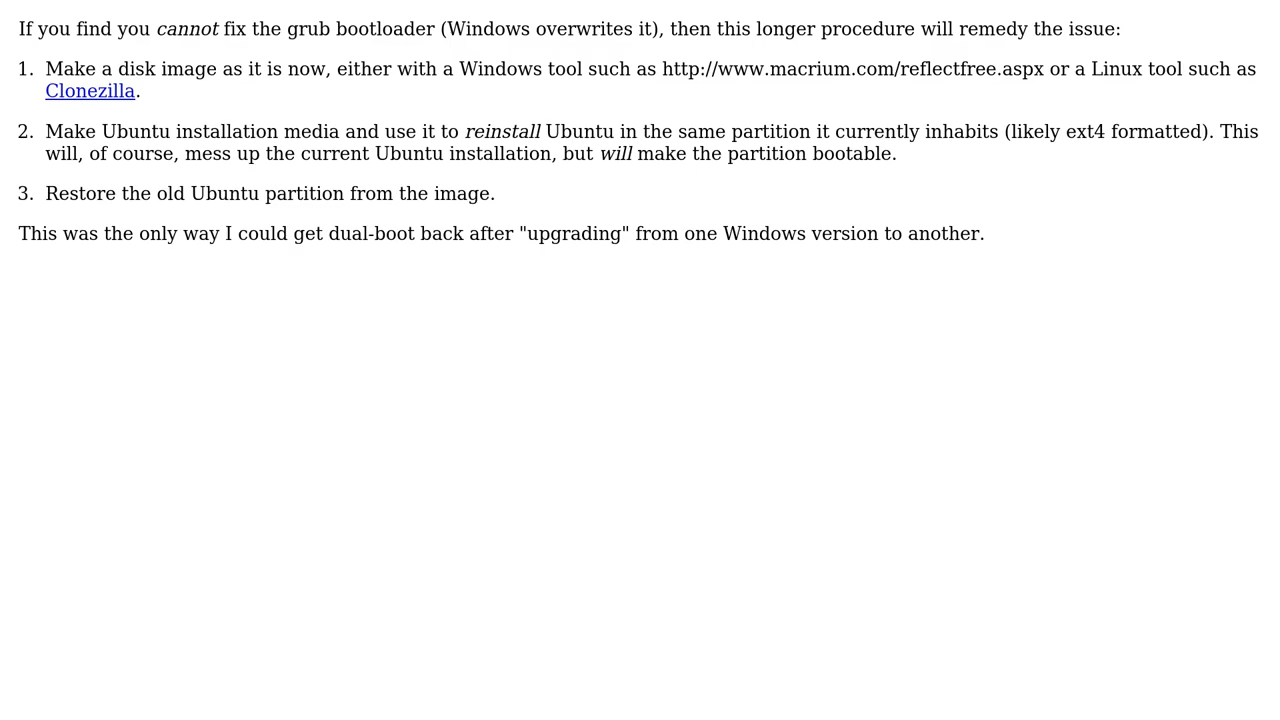 If you find you cannot fix the grub bootloader (Windows overwrites it), then this longer procedure will remedy the issue:
1. Make a disk image as it is now, either with a Windows tool such as http://www.macrium.com/reflectfree.aspx or a Linux tool such as
Clonezilla.
2. Make Ubuntu installation media and use it to reinstall Ubuntu in the same partition it currently inhabits (likely ext4 formatted). This
will, of course, mess up the current Ubuntu installation, but will make the partition bootable.
3. Restore the old Ubuntu partition from the image.
This was the only way I could get dual-boot back after "upgrading" from one Windows version to another.